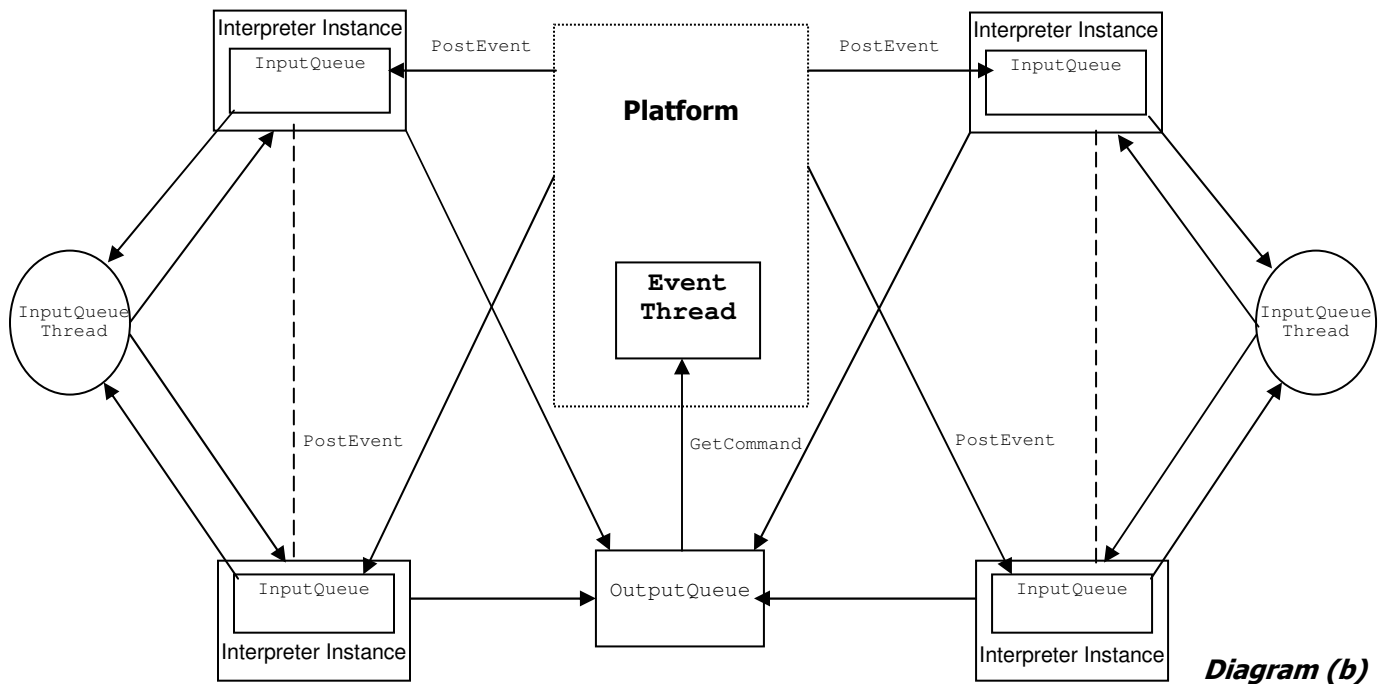 Interpreter Instance
InputQueue
PostEvent
PostEvent
Interpreter Instance
InputQueue
Platform
Event
Thread
InputQueue
Thread
InputQueue
Thread
PostEvent
GetCommand
PostEvent
InputQueue
Interpreter Instance
OutputQueue
InputQueue
Interpreter Instance
Diagram (b)